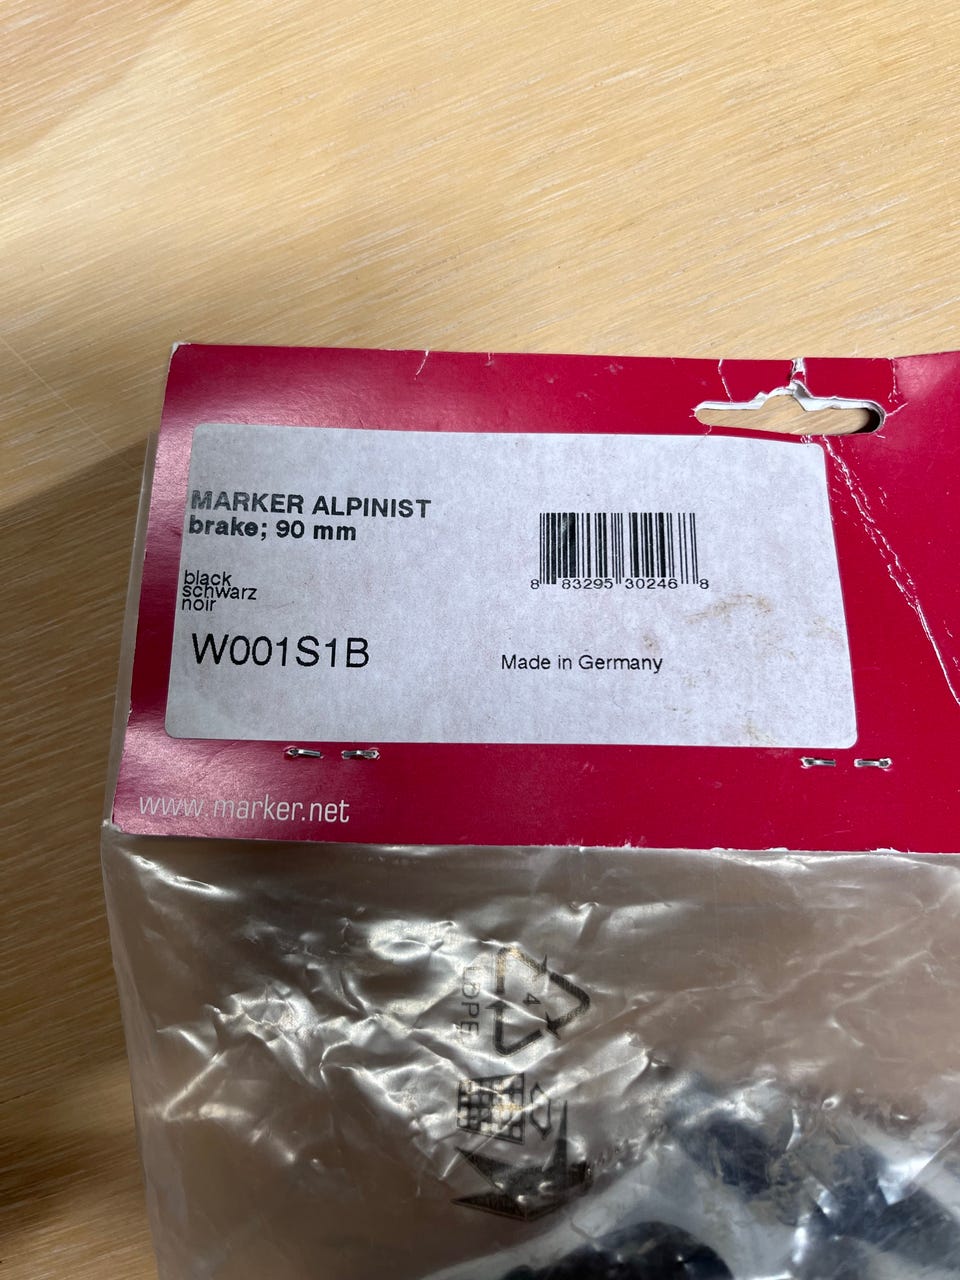 MARKER ALPINIST
brake; 90 mm
black
schwarz
noir
W001S1B
8 83295 30246 8
Made in Germany
www.marker.net
4
LDPE